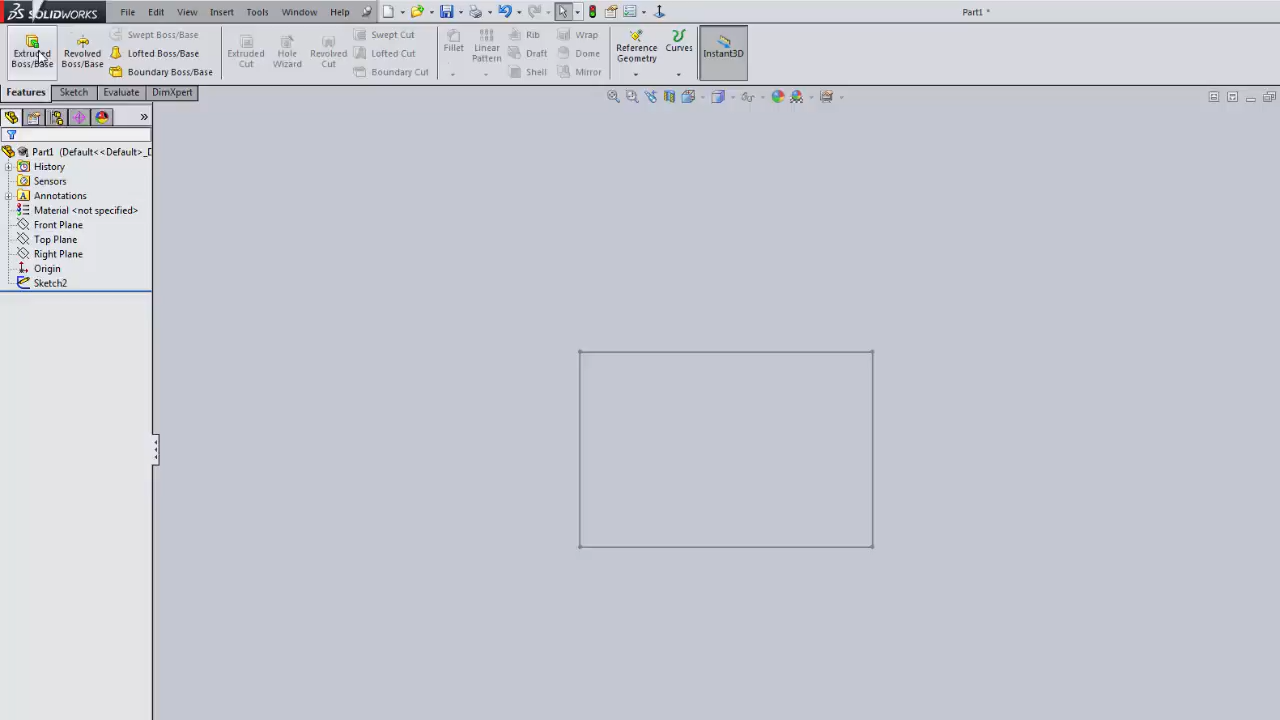 SOLIDWORKS File Edit View Insert Tools Window Help Part1 *
Extruded Boss/Base Revolved Boss/Base Swept Boss/Base Extruded Cut Hole Wizard Revolved Cut Swept Cut Fillet Linear Pattern Rib Wrap Reference Geometry Curves Instant3D
Lofted Boss/Base Lofted Cut Draft Dome
Boundary Boss/Base Boundary Cut Shell Mirror
Features Sketch Evaluate DimXpert
Part1 (Default<<Default>_D
History
Sensors
A Annotations
Material <not specified>
Front Plane
Top Plane
Right Plane
Origin
Sketch2